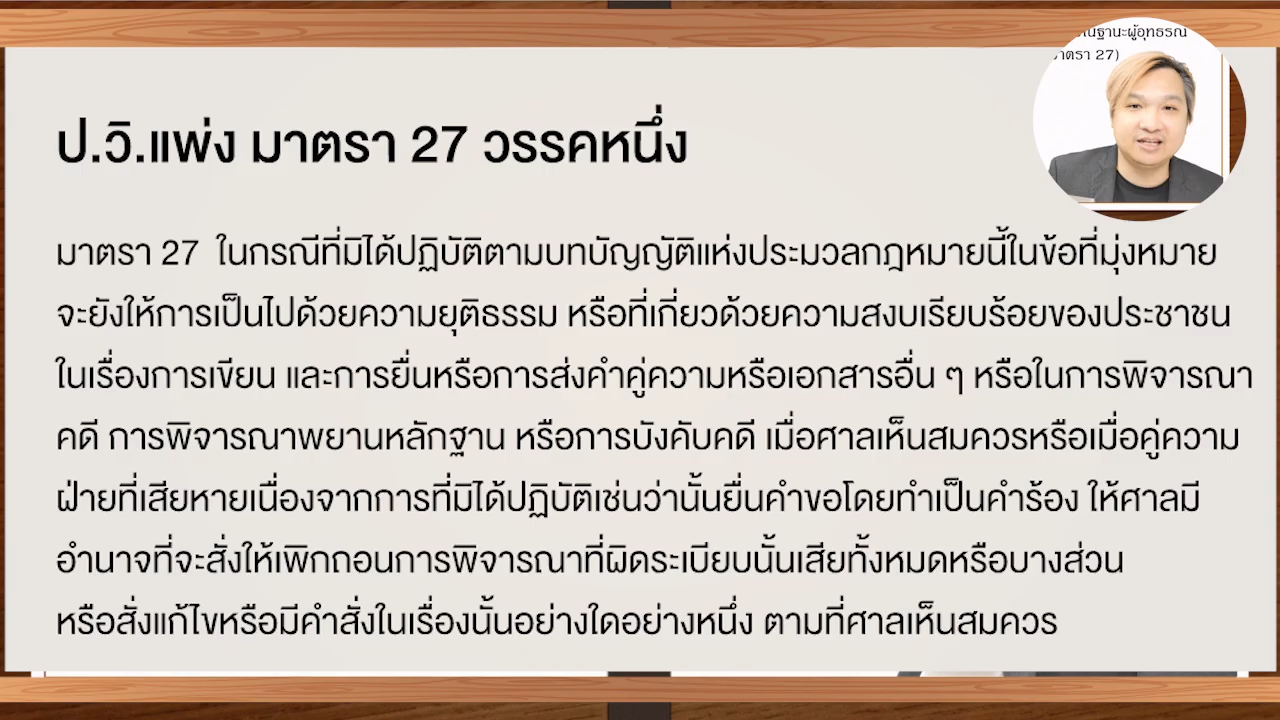 ในฐานะผู้อุทธรณ์
มาตรา 27)
ป.วิ.แพ่ง มาตรา 27 วรรคหนึ่ง
มาตรา 27 ในกรณีที่มิได้ปฏิบัติตามบทบัญญัติแห่งประมวลกฎหมายนี้ในข้อที่มุ่งหมาย
จะยังให้การเป็นไปด้วยความยุติธรรม หรือที่เกี่ยวด้วยความสงบเรียบร้อยของประชาชน
ในเรื่องการเขียน และการยื่นหรือการส่งคำคู่ความหรือเอกสารอื่น ๆ หรือในการพิจารณา
คดี การพิจารณาพยานหลักฐาน หรือการบังคับคดี เมื่อศาลเห็นสมควรหรือเมื่อคู่ความ
ฝ่ายที่เสียหายเนื่องจากการที่มิได้ปฏิบัติเช่นว่านั้นยื่นคำขอโดยทำเป็นคำร้อง ให้ศาลมี
อำนาจที่จะสั่งให้เพิกถอนการพิจารณาที่ผิดระเบียบนั้นเสียทั้งหมดหรือบางส่วน
หรือสั่งแก้ไขหรือมีคำสั่งในเรื่องนั้นอย่างใดอย่างหนึ่ง ตามที่ศาลเห็นสมควร